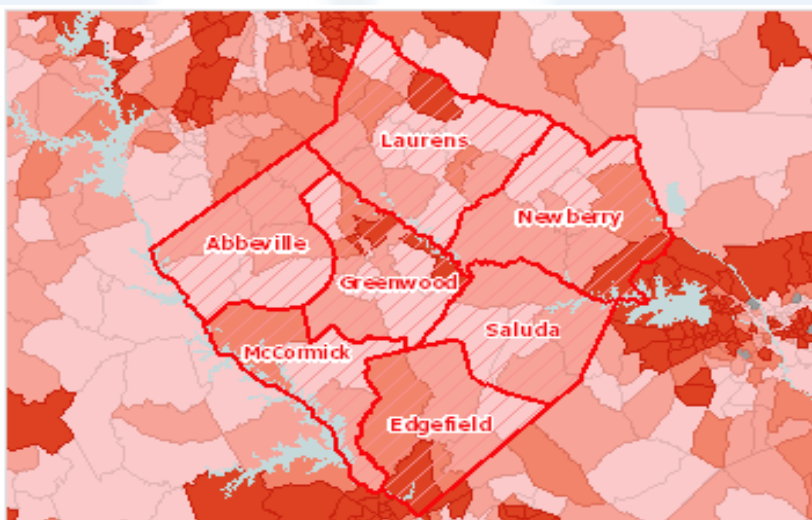 Laurens
Newberry
Abbeville
Greenwood
Saluda
McCormick
Edgefield